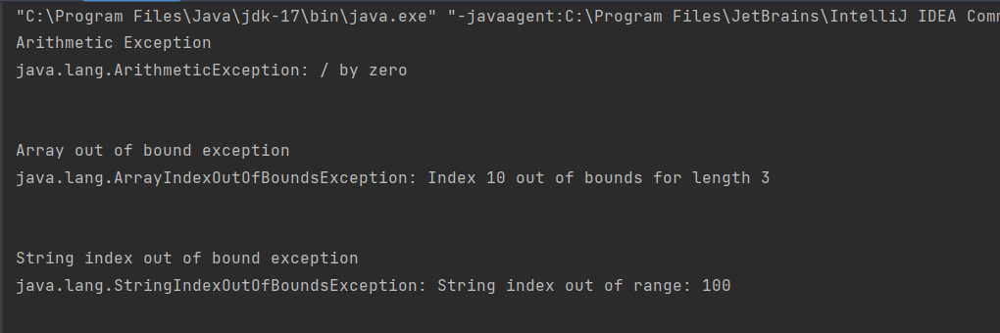 "C:\Program Files\Java\jdk-17\bin\java.exe" "-javaagent:C:\Program Files\JetBrains\IntelliJ IDEA
Arithmetic Exception
java.lang.ArithmeticException: / by zero
Array out of bound exception
java.lang.ArrayIndexOutOfBoundsException: Index 10 out of bounds for length 3
String index out of bound exception
java.lang.StringIndexOutOfBoundsException: String index out of range: 100